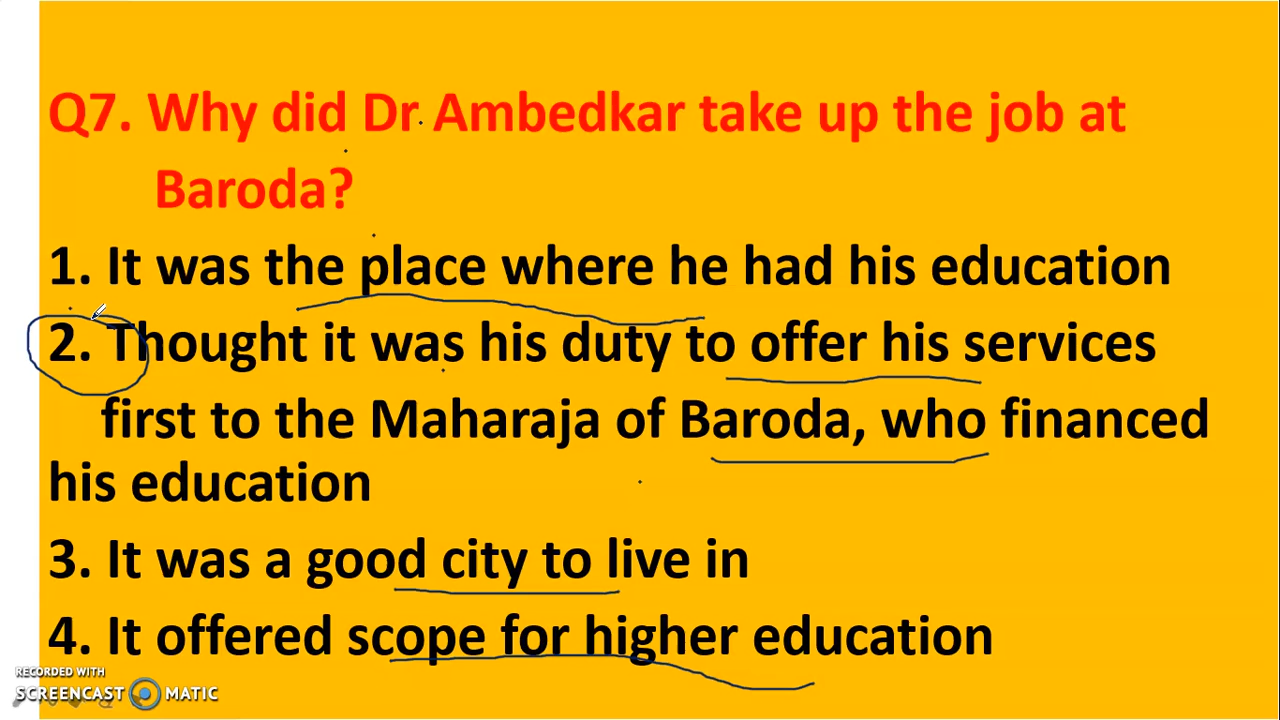 Q7. Why did Dr Ambedkar take up the job at
Baroda?
1. It was the place where he had his education
2. Thought it was his duty to offer his services
first to the Maharaja of Baroda, who financed
his education
3. It was a good city to live in
4. It offered scope for higher education
RECORDED WITH
SCREENCAST MATIC